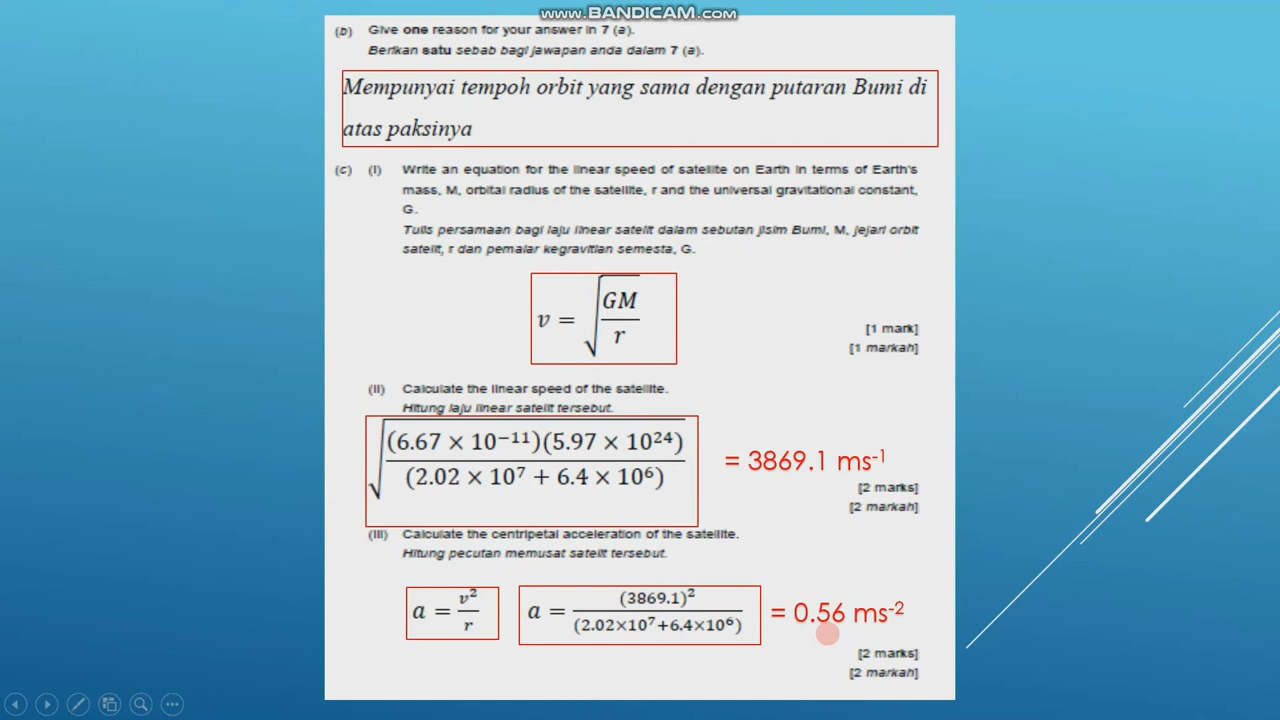 www.BANDICAM.com
(b) Give one reason for your answer in 7 (a).
Berikan satu sebab bagi jawapan anda dalam 7 (a).
Mempunyai tempoh orbit yang sama dengan putaran Bumi di
atas paksinya
(c) (i) Write an equation for the linear speed of satellite on Earth in terms of Earth's
mass, M, orbital radius of the satellite, r and the universal gravitational constant,
G.
Tulis persamaan bagi laju linear satelit dalam sebutan jisim Bumi, M, jejari orbit
satelit, r dan pemalar kegravitian semesta, G.
v = √(GM/r)
[1 mark]
[1 markah]
(ii) Calculate the linear speed of the satellite.
Hitung laju linear satelit tersebut.
√((6.67 × 10⁻¹¹)(5.97 × 10²⁴)/(2.02 × 10⁷ + 6.4 × 10⁶)) = 3869.1 ms⁻¹
[2 marks]
[2 markah]
(iii) Calculate the centripetal acceleration of the satellite.
Hitung pecutan memusat satelit tersebut.
a = v²/r a = (3869.1)²/(2.02×10⁷+6.4×10⁶) = 0.56 ms⁻²
[2 marks]
[2 markah]